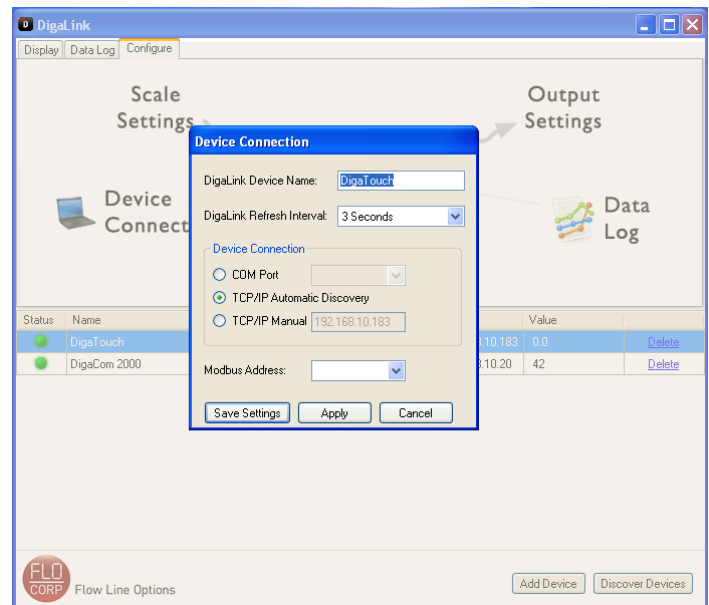 DigaLink
Display Data Log Configure
Scale Settings
Output Settings
Device Connect
Data Log
Device Connection
DigaLink Device Name: DigaTouch
DigaLink Refresh Interval: 3 Seconds
Device Connection
COM Port
TCP/IP Automatic Discovery
TCP/IP Manual 192.168.10.183
Modbus Address:
Save Settings Apply Cancel
Status Name Value
DigaTouch .10.183 0.0 Delete
DigaCom 2000 .10.20 42 Delete
FLO CORP
Flow Line Options
Add Device Discover Devices